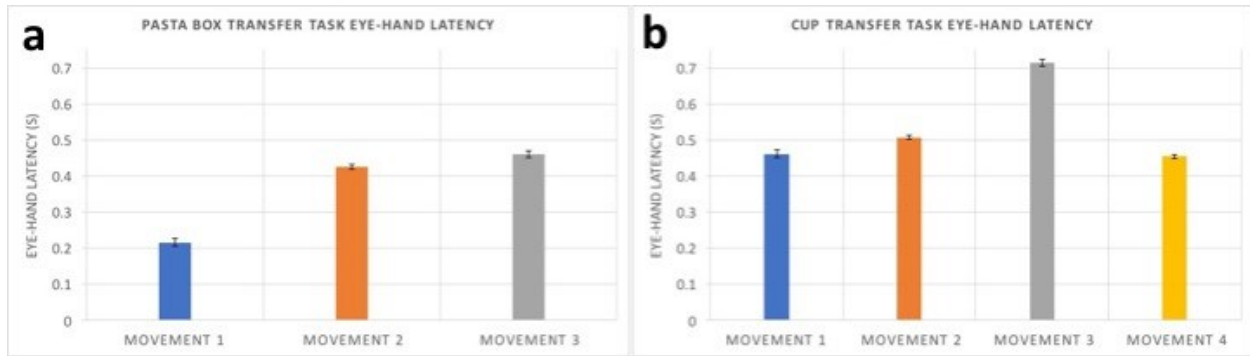 a
PASTA BOX TRANSFER TASK EYE-HAND LATENCY
EYE-HAND LATENCY (S)
0.7
0.6
0.5
0.4
0.3
0.2
0.1
0
MOVEMENT 1 MOVEMENT 2 MOVEMENT 3
b
CUP TRANSFER TASK EYE-HAND LATENCY
EYE-HAND LATENCY (S)
0.7
0.6
0.5
0.4
0.3
0.2
0.1
0
MOVEMENT 1 MOVEMENT 2 MOVEMENT 3 MOVEMENT 4